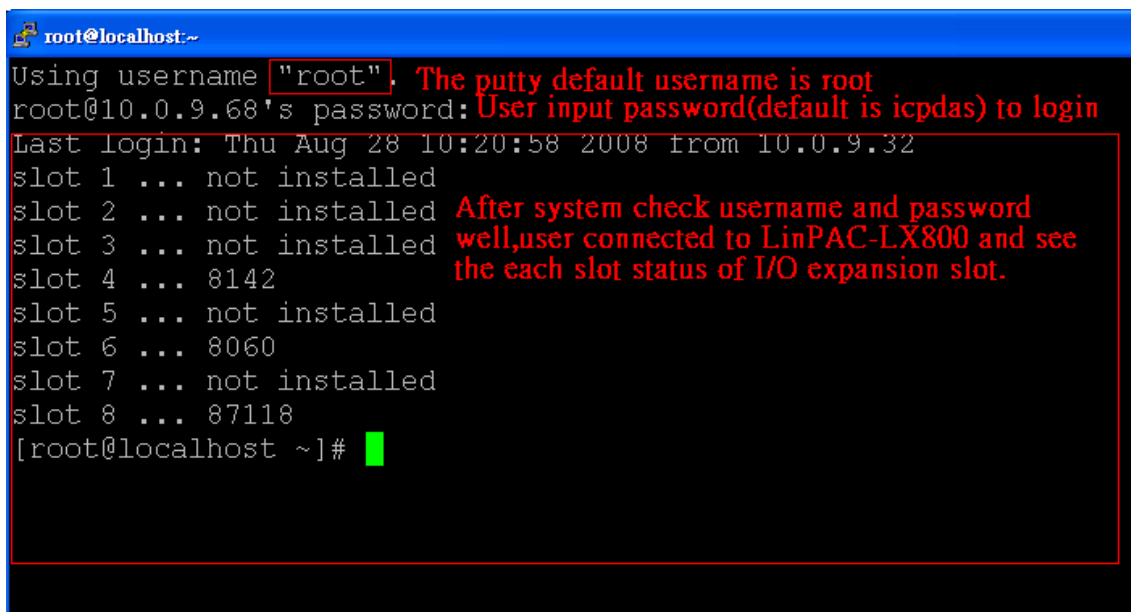 root@localhost:~
Using username "root". The putty default username is root
root@10.0.9.68's password: User input password(default is icpdas) to login
Last login: Thu Aug 28 10:20:58 2008 from 10.0.9.32
slot 1 ... not installed
slot 2 ... not installed
slot 3 ... not installed
slot 4 ... 8142
slot 5 ... not installed
slot 6 ... 8060
slot 7 ... not installed
slot 8 ... 87118
[root@localhost ~]#
After system check username and password
well,user connected to LinPAC-LX800 and see
the each slot status of I/O expansion slot.